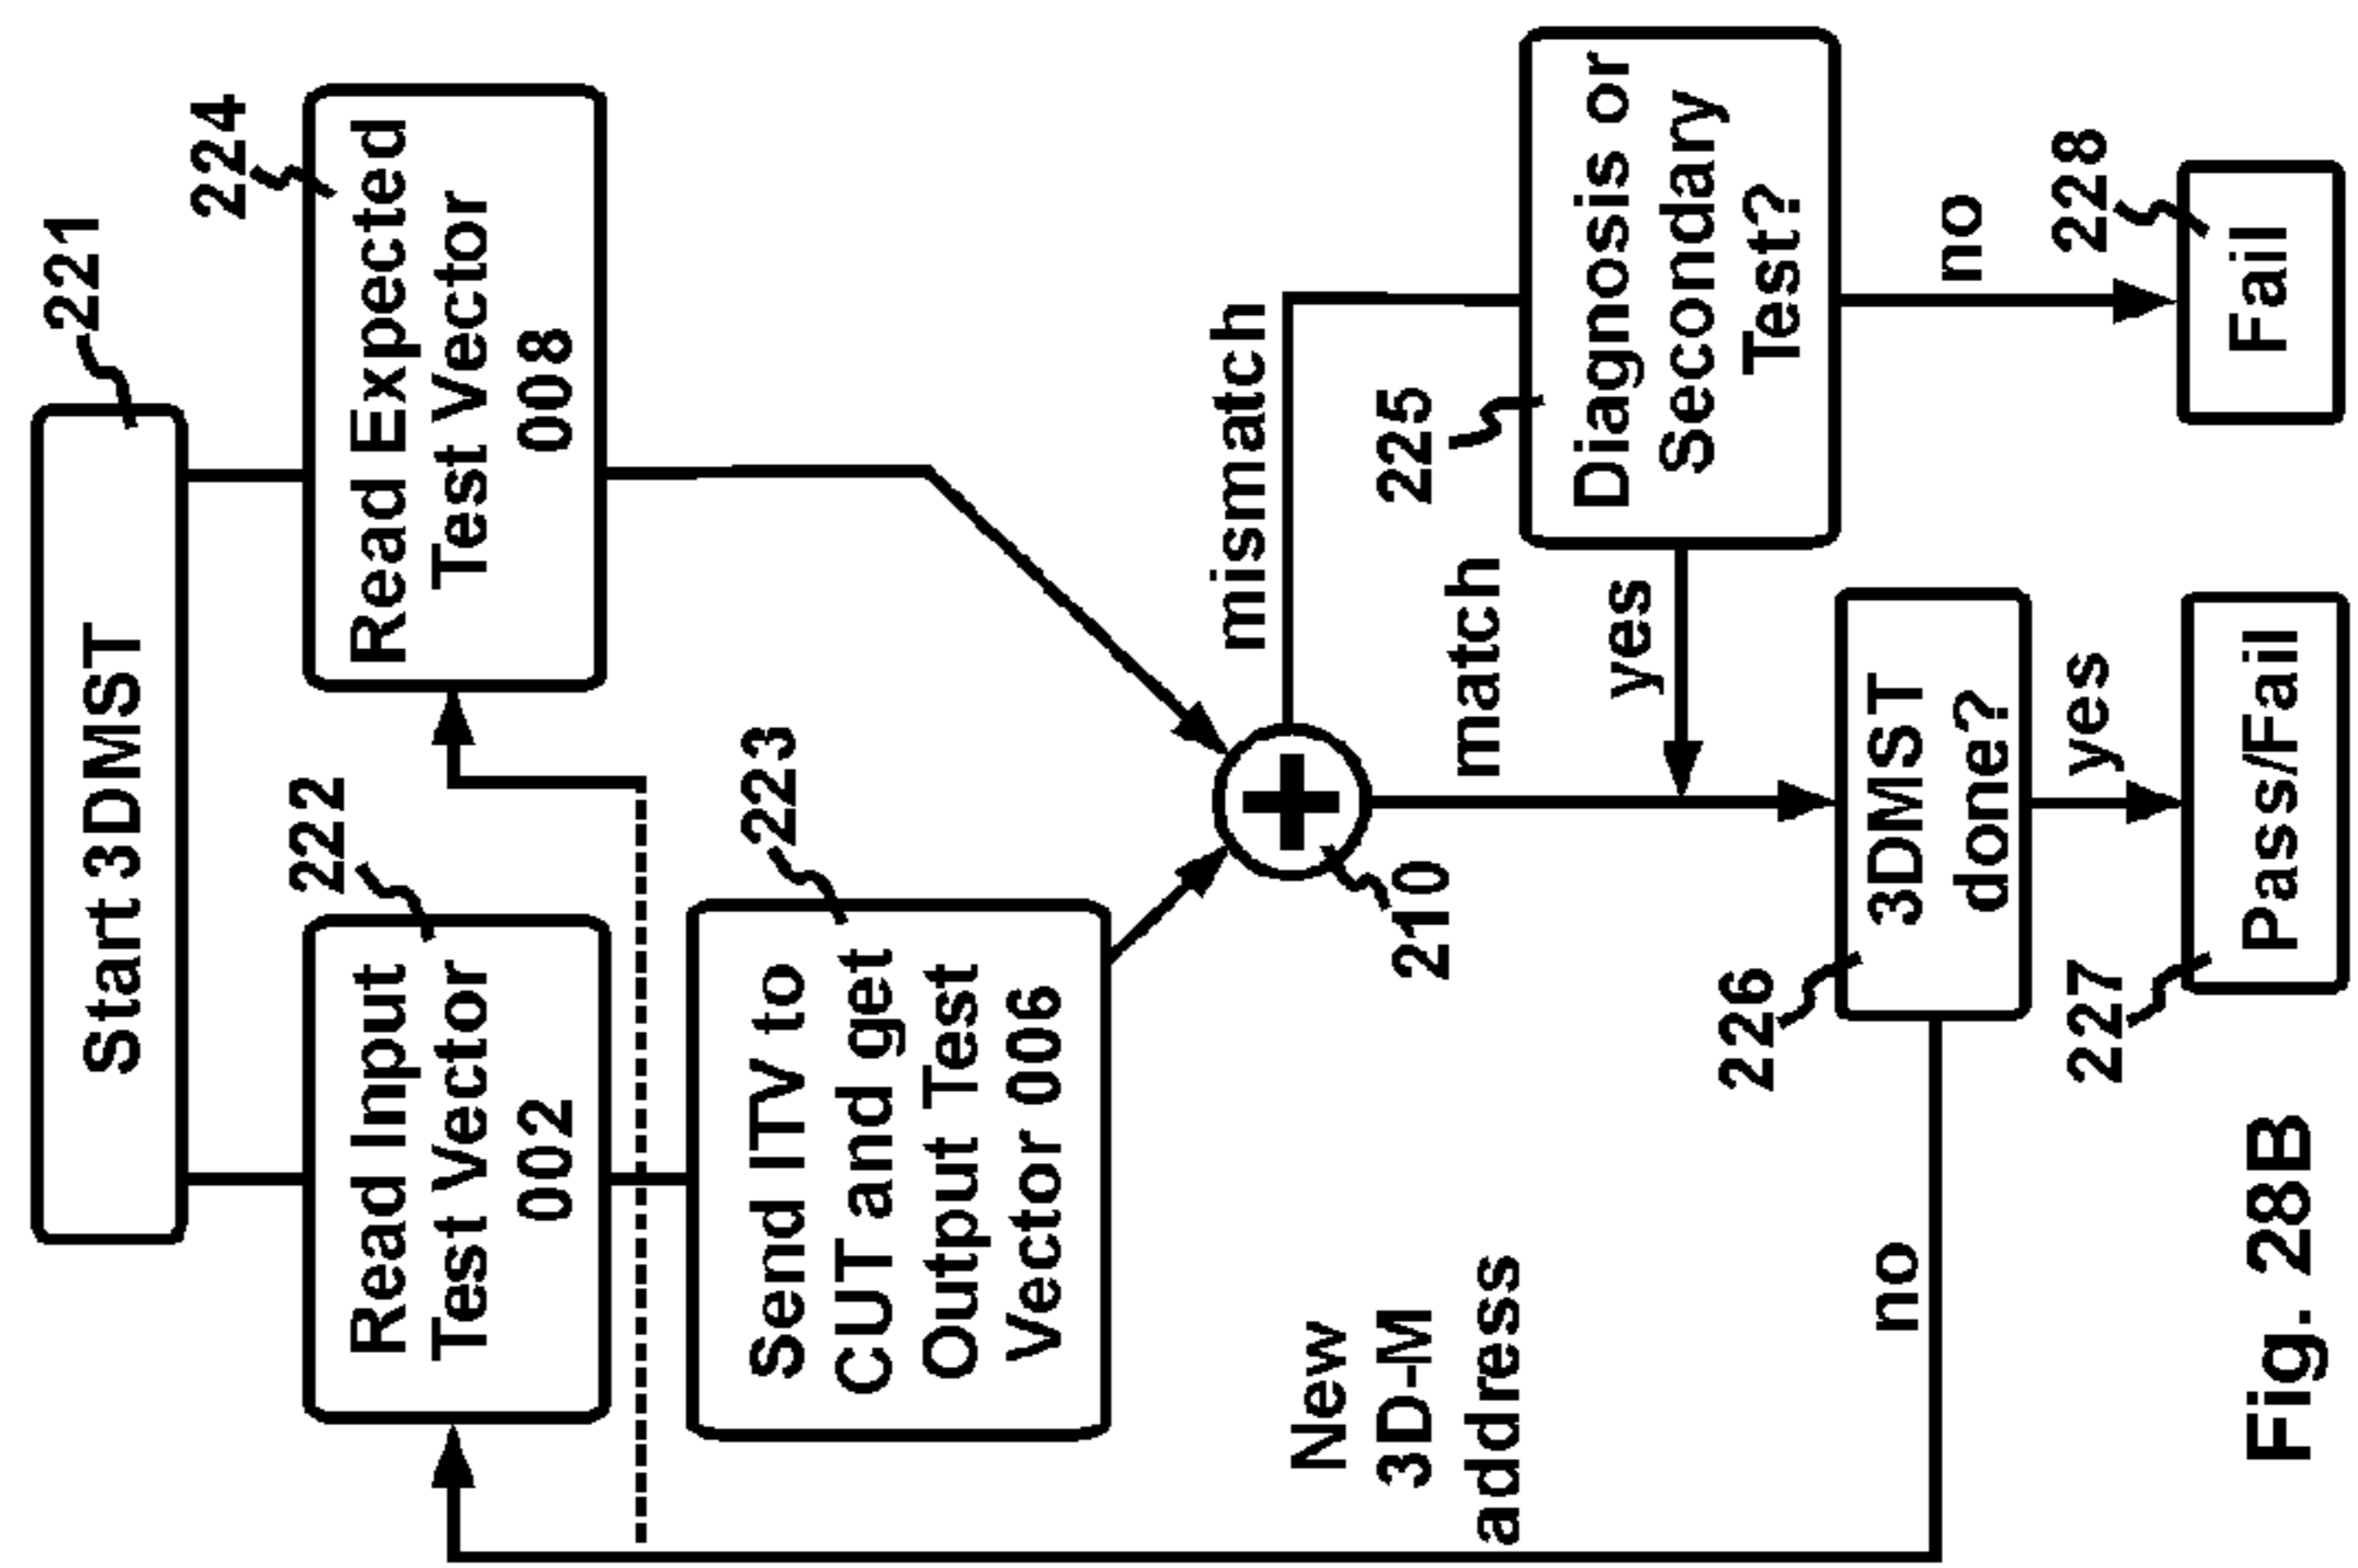 Start 3DMST
221
222
Read Input
Test Vector
002
224
Read Expected
Test Vector
008
223
Send ITV to
CUT and get
Output Test
Vector 006
210
mismatch
match
225
Diagnosis or
Secondary
Test?
yes
no
New
3D-M
address
226
3DMST
done?
no
yes
227
Pass/Fail
228
Fail
Fig. 28B